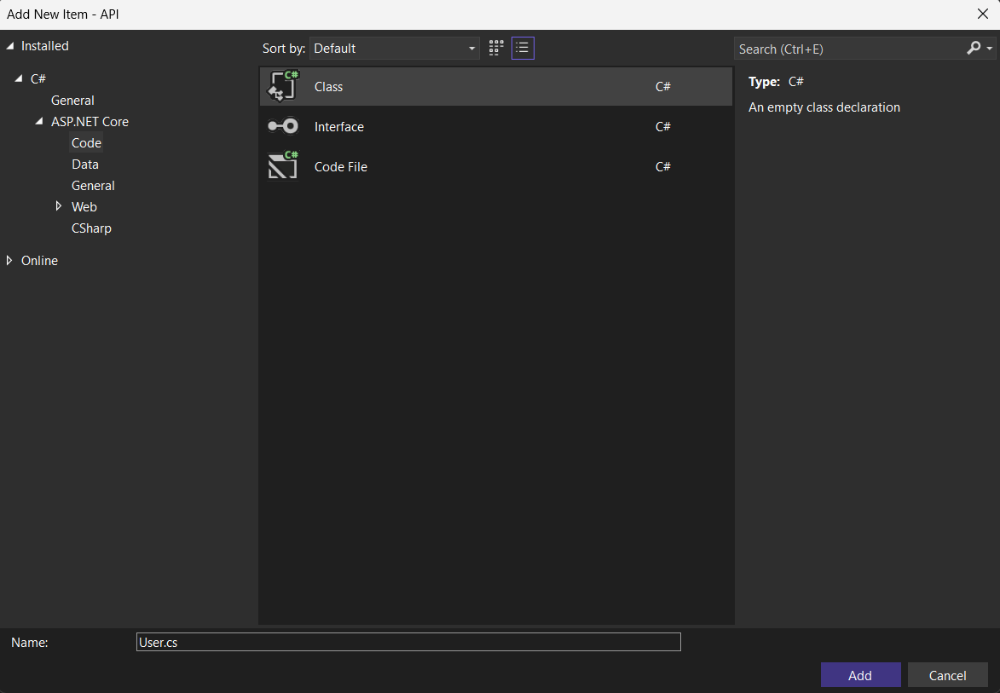 Add New Item - API
Installed
C#
General
ASP.NET Core
Code
Data
General
Web
CSharp
Online
Sort by: Default
C# Class C#
Interface C#
C# Code File C#
Search (Ctrl+E)
Type: C#
An empty class declaration
Name: User.cs
Add Cancel